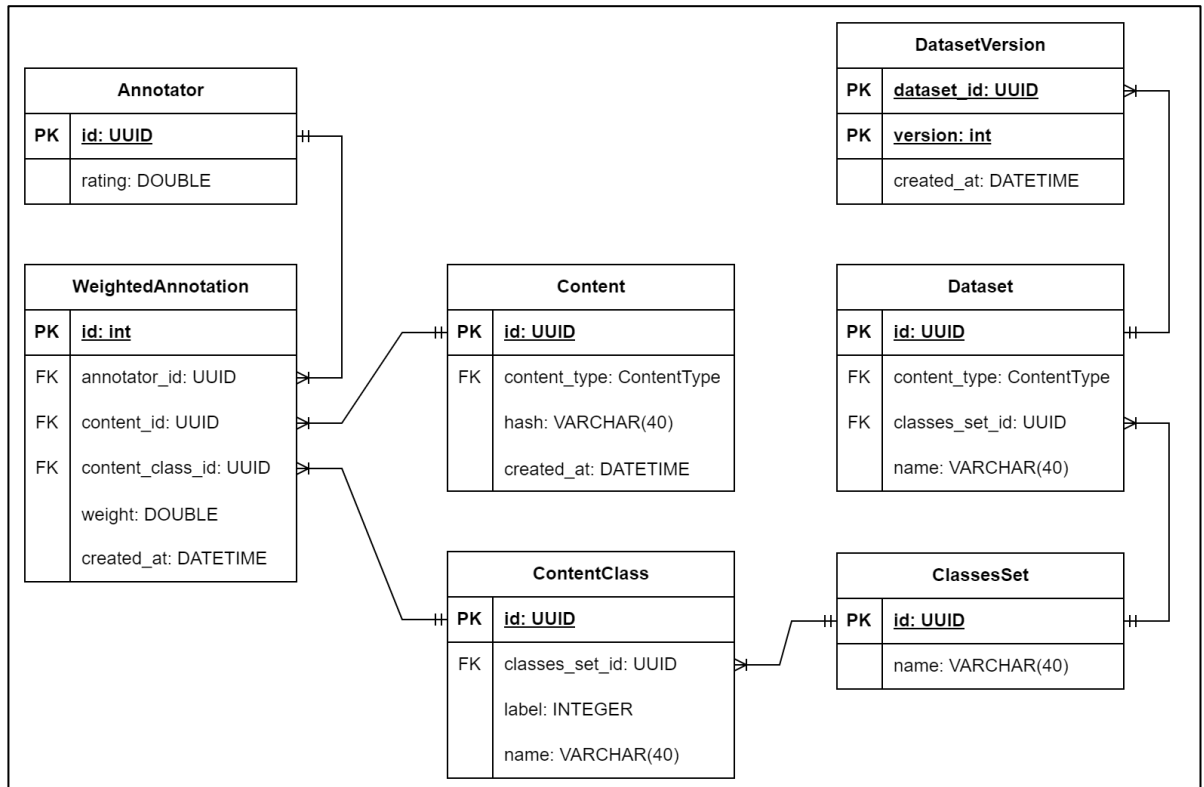 Annotator
PK id: UUID
rating: DOUBLE
WeightedAnnotation
PK id: int
FK annotator_id: UUID
FK content_id: UUID
FK content_class_id: UUID
weight: DOUBLE
created_at: DATETIME
Content
PK id: UUID
FK content_type: ContentType
hash: VARCHAR(40)
created_at: DATETIME
ContentClass
PK id: UUID
FK classes_set_id: UUID
label: INTEGER
name: VARCHAR(40)
DatasetVersion
PK dataset_id: UUID
PK version: int
created_at: DATETIME
Dataset
PK id: UUID
FK content_type: ContentType
FK classes_set_id: UUID
name: VARCHAR(40)
ClassesSet
PK id: UUID
name: VARCHAR(40)